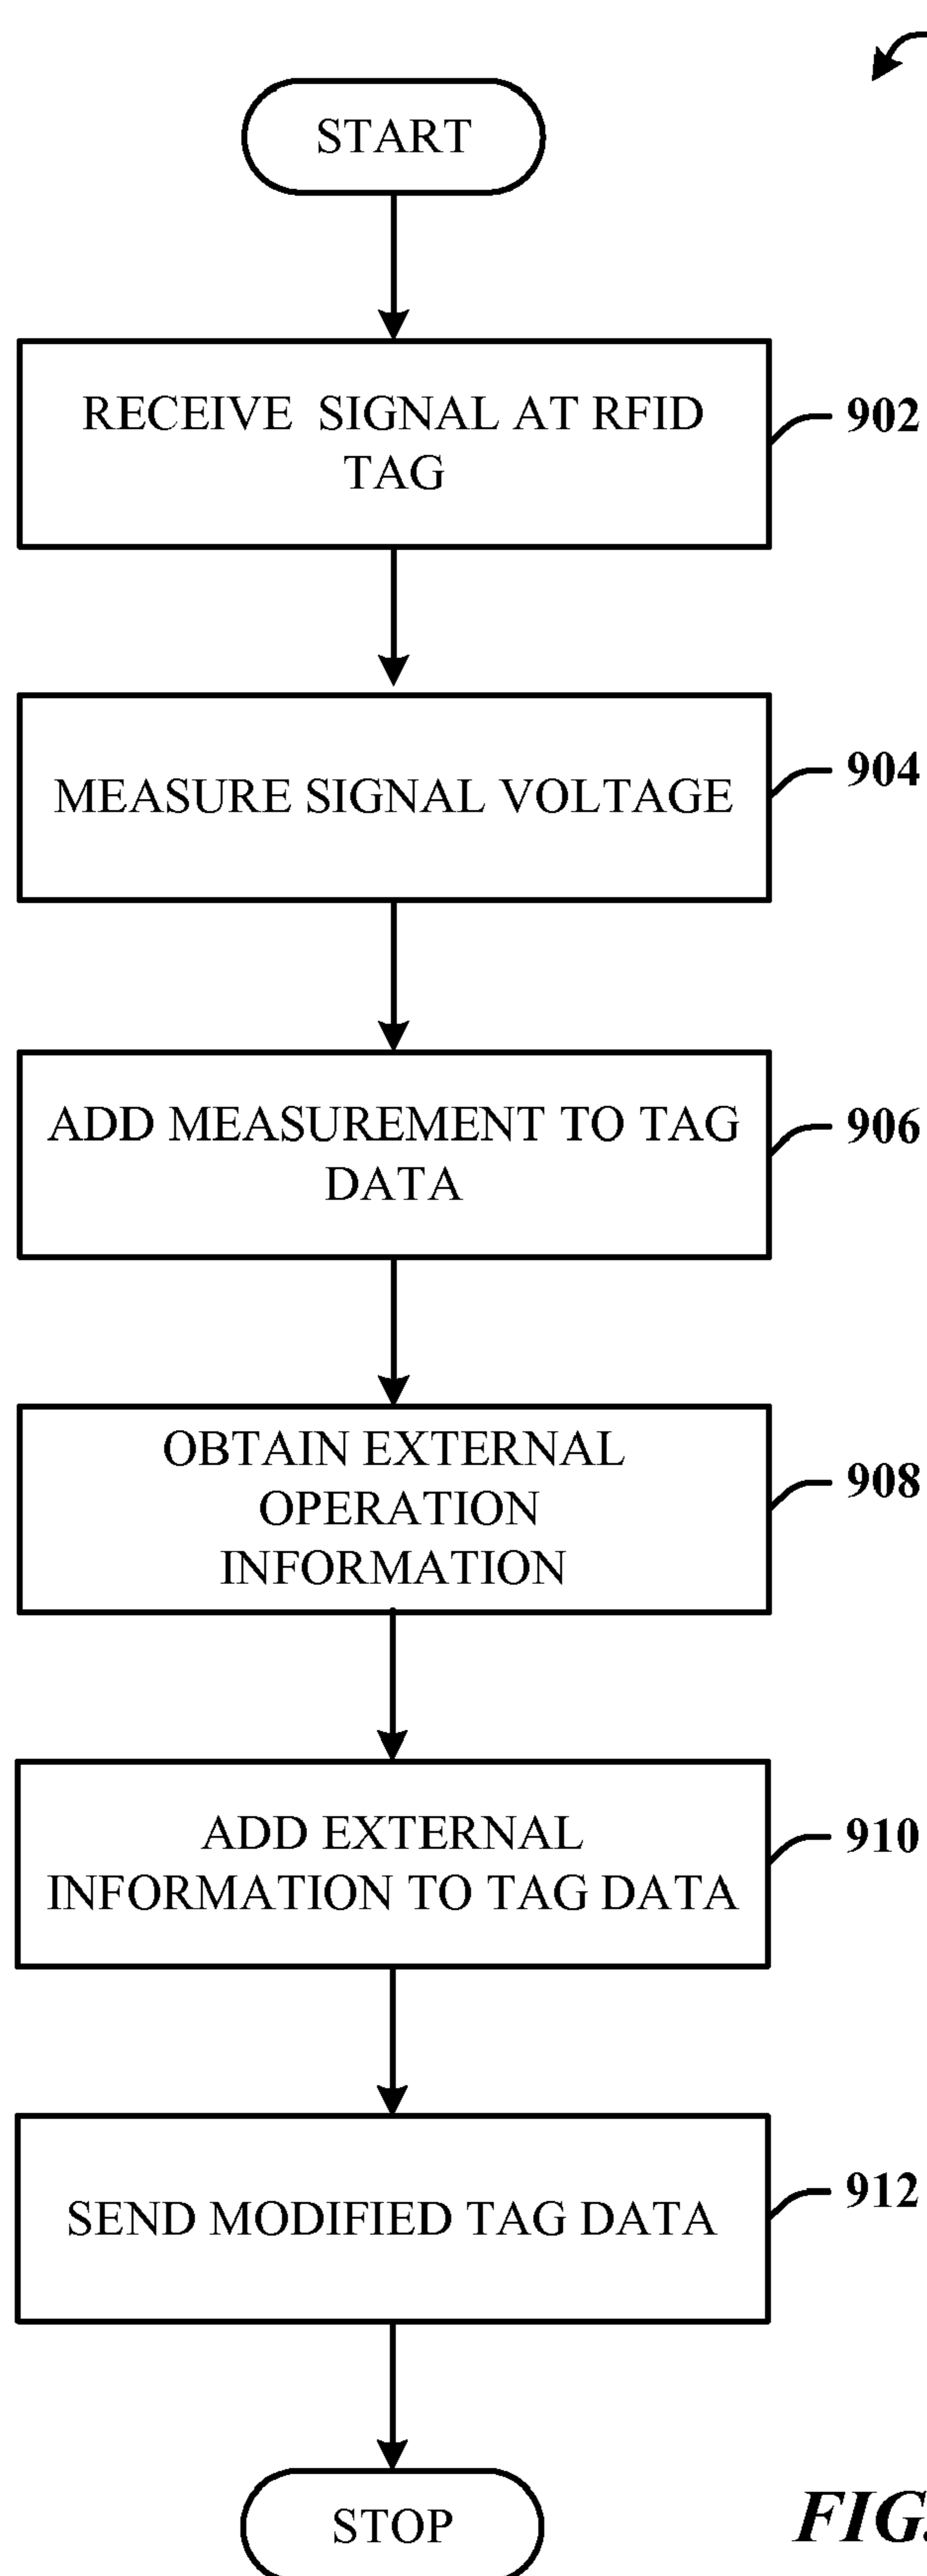 START
RECEIVE SIGNAL AT RFID
TAG
902
MEASURE SIGNAL VOLTAGE
904
ADD MEASUREMENT TO TAG
DATA
906
OBTAIN EXTERNAL
OPERATION
INFORMATION
908
ADD EXTERNAL
INFORMATION TO TAG DATA
910
SEND MODIFIED TAG DATA
912
STOP
FIG.